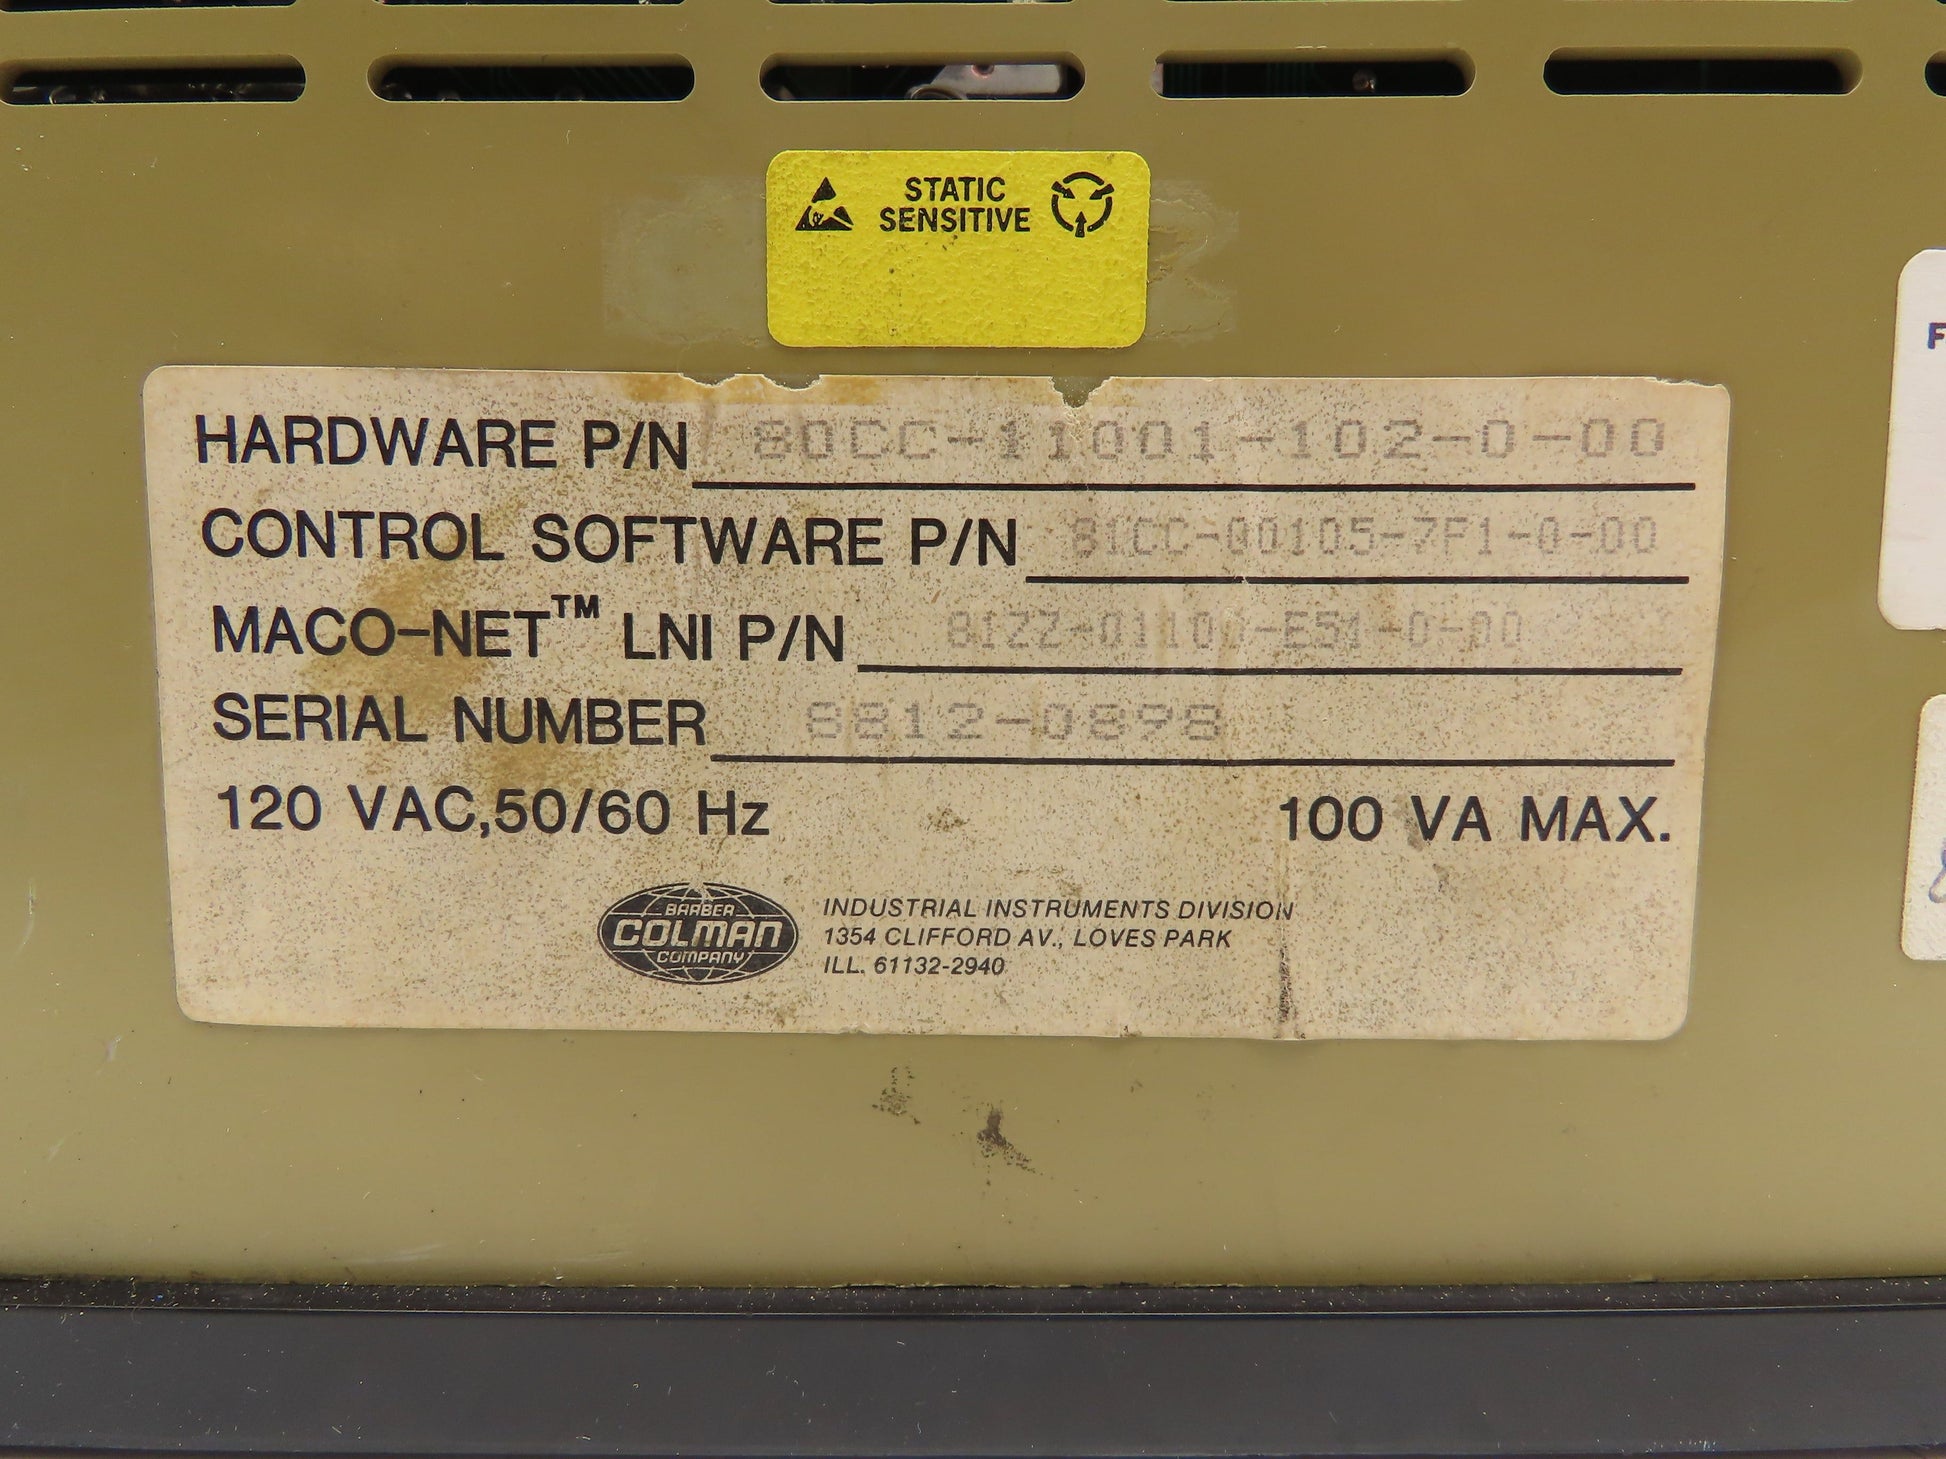 STATIC
SENSITIVE
HARDWARE P/N 80CC-11001-102-0-00
CONTROL SOFTWARE P/N 81CC-00105-7F1-0-00
MACO-NET™ LNI P/N
SERIAL NUMBER 8812-0898
120 VAC,50/60 Hz 100 VA MAX.
BARBER
COLMAN
COMPANY
INDUSTRIAL INSTRUMENTS DIVISION
1354 CLIFFORD AV., LOVES PARK
ILL. 61132-2940